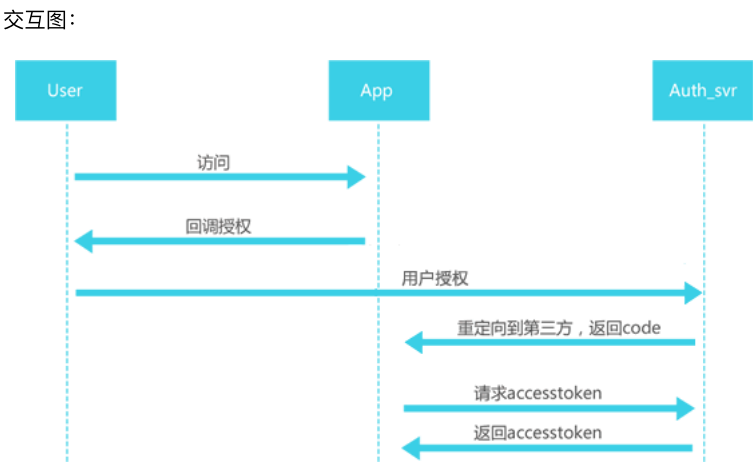 交互图：
User App Auth_svr
访问
回调授权
用户授权
重定向到第三方，返回code
请求accesstoken
返回accesstoken